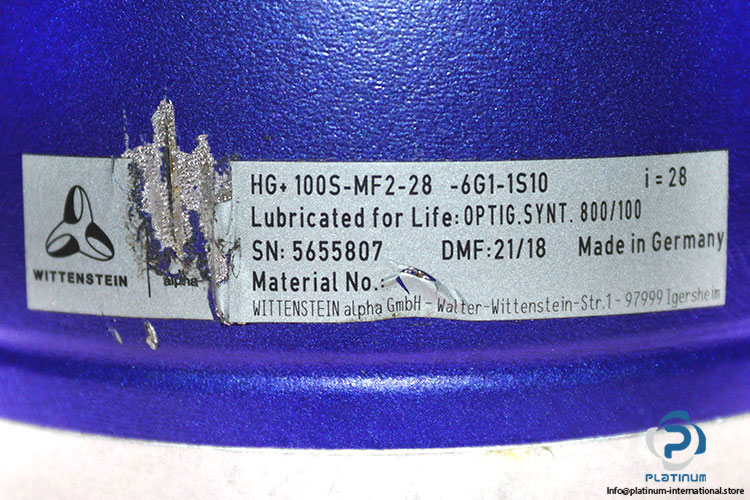 HG+ 100S-MF2-28 -6G1-1S10 i = 28
Lubricated for Life: OPTIG.SYNT. 800/100
SN: 5655807 DMF: 21/18 Made in Germany
Material No.:
WITTENSTEIN alpha GmbH - Walter-Wittenstein-Str.1 - 97999 Igersheim
WITTENSTEIN
alpha
PLATINUM
Info@platinum-international.store